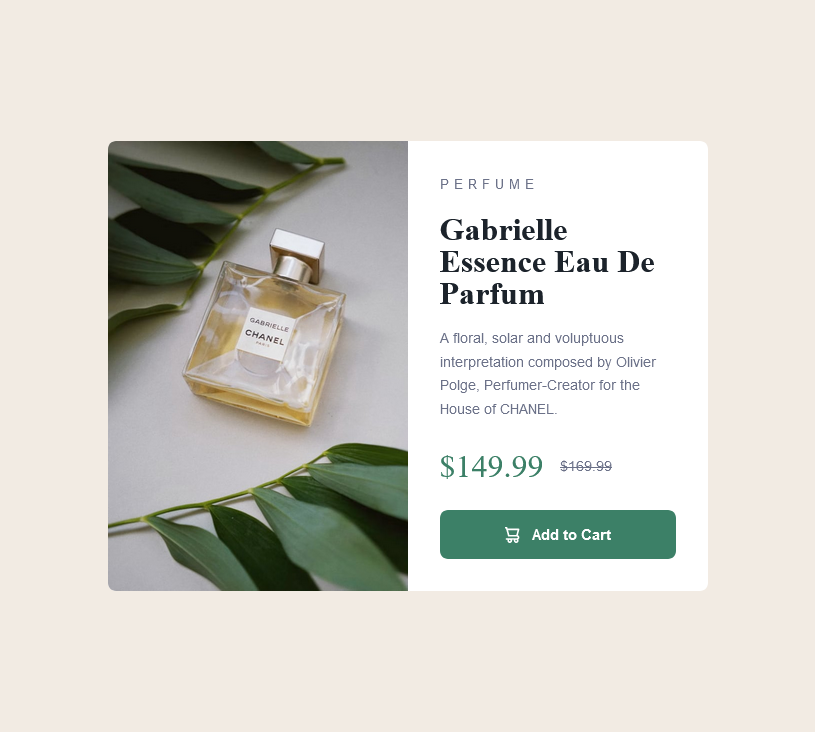 GABRIELLE
CHANEL
PARIS
PERFUME
Gabrielle
Essence Eau De
Parfum
A floral, solar and voluptuous
interpretation composed by Olivier
Polge, Perfumer-Creator for the
House of CHANEL.
$149.99 $169.99
Add to Cart